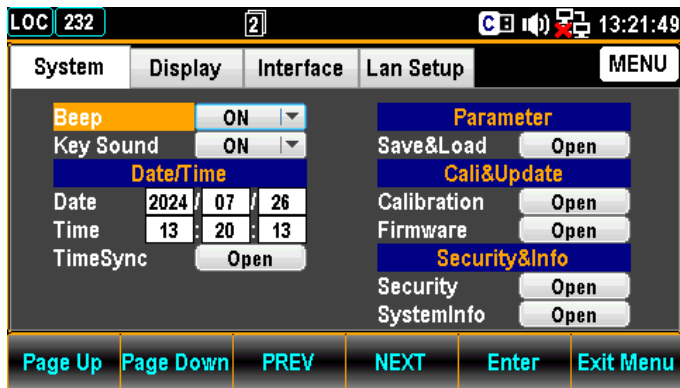 LOC 232 2 C 13:21:49
System Display Interface Lan Setup MENU
Beep ON
Key Sound ON
Date/Time
Date 2024 / 07 / 26
Time 13 : 20 : 13
TimeSync Open
Parameter
Save&Load Open
Cali&Update
Calibration Open
Firmware Open
Security&Info
Security Open
SystemInfo Open
Page Up Page Down PREV NEXT Enter Exit Menu